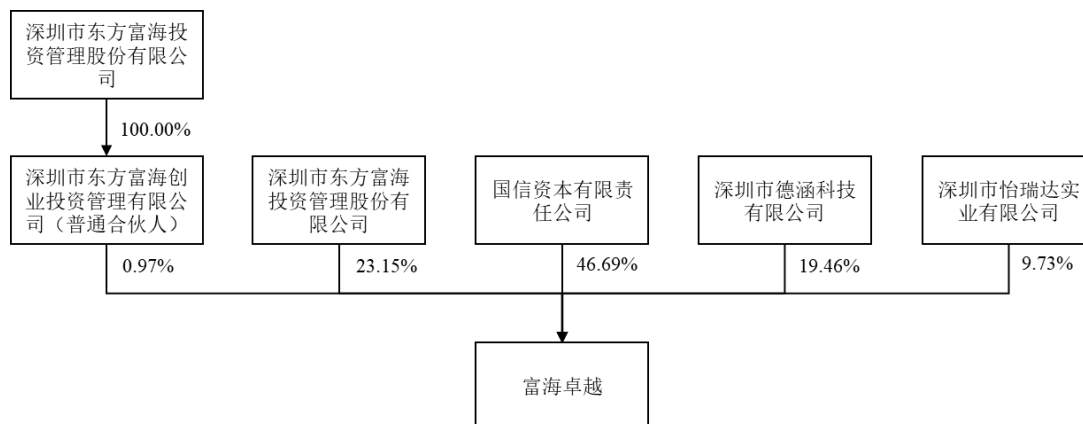 深圳市东方富海投
资管理股份有限公
司
100.00%
深圳市东方富海创
业投资管理有限公
司（普通合伙人）
深圳市东方富海
投资管理股份有
限公司
国信资本有限责
任公司
深圳市德涵科技
有限公司
深圳市怡瑞达实
业有限公司
0.97%
23.15%
46.69%
19.46%
9.73%
富海卓越